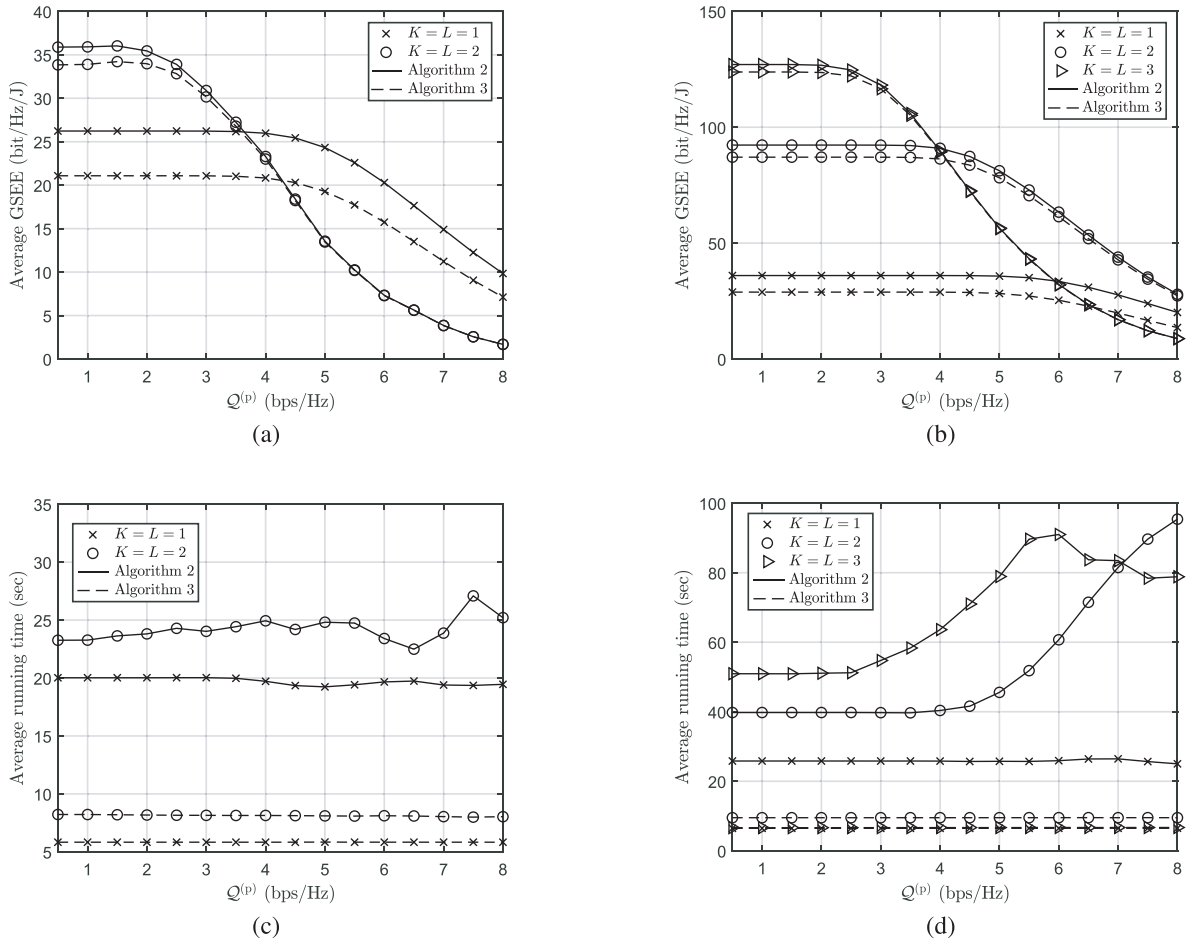 40
35
30
25
20
15
10
5
0
1 2 3 4 5 6 7 8
Average GSEE (bit/Hz/J)
Q^(p) (bps/Hz)
K = L = 1
K = L = 2
Algorithm 2
Algorithm 3
(a)
150
100
50
0
1 2 3 4 5 6 7 8
Average GSEE (bit/Hz/J)
Q^(p) (bps/Hz)
K = L = 1
K = L = 2
K = L = 3
Algorithm 2
Algorithm 3
(b)
35
30
25
20
15
10
5
1 2 3 4 5 6 7 8
Average running time (sec)
Q^(p) (bps/Hz)
K = L = 1
K = L = 2
Algorithm 2
Algorithm 3
(c)
100
80
60
40
20
0
1 2 3 4 5 6 7 8
Average running time (sec)
Q^(p) (bps/Hz)
K = L = 1
K = L = 2
K = L = 3
Algorithm 2
Algorithm 3
(d)